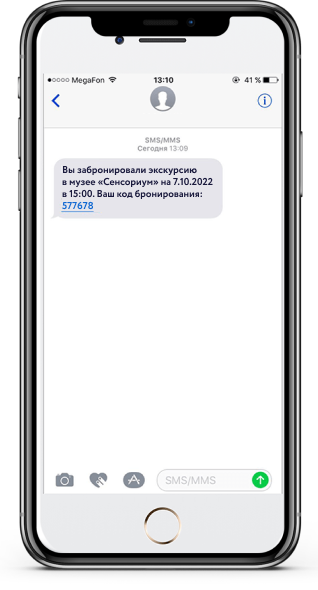 MegaFon 13:10 41 %
SMS/MMS
Сегодня 13:09
Вы забронировали экскурсию
в музее «Сенсориум» на 7.10.2022
в 15:00. Ваш код бронирования:
577678
SMS/MMS